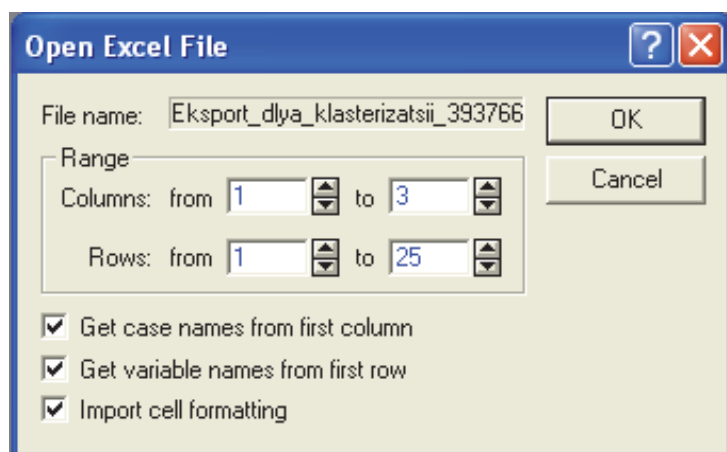 Open Excel File
File name: Eksport_dlya_klasterizatsii_393766 OK
Range
Cancel
Columns: from 1 to 3
Rows: from 1 to 25
Get case names from first column
Get variable names from first row
Import cell formatting